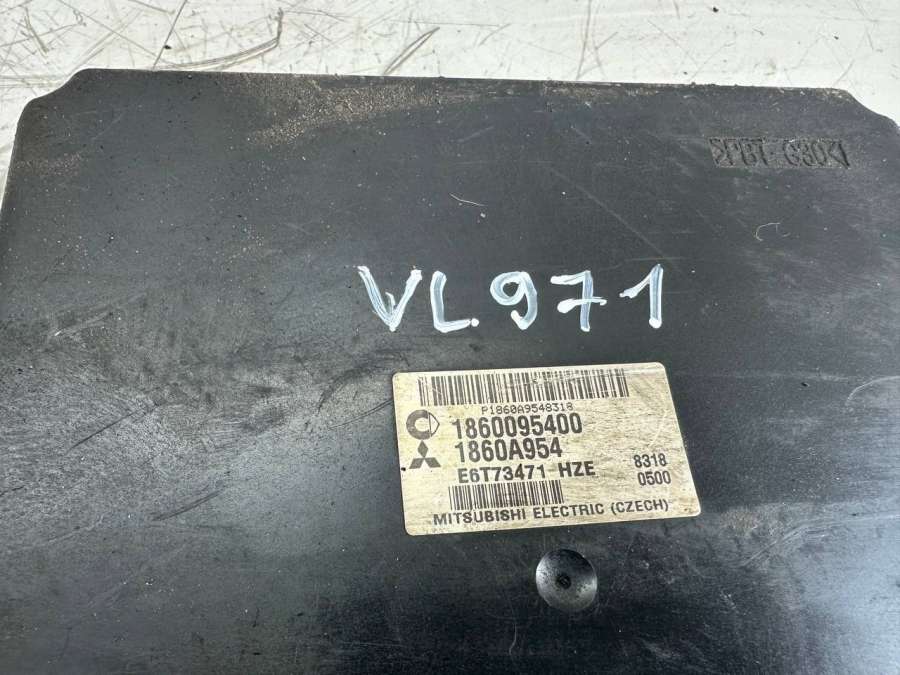 VL971
P1860A9548318
1860095400
1860A954
E6T73471 HZE
8318
0500
MITSUBISHI ELECTRIC (CZECH)